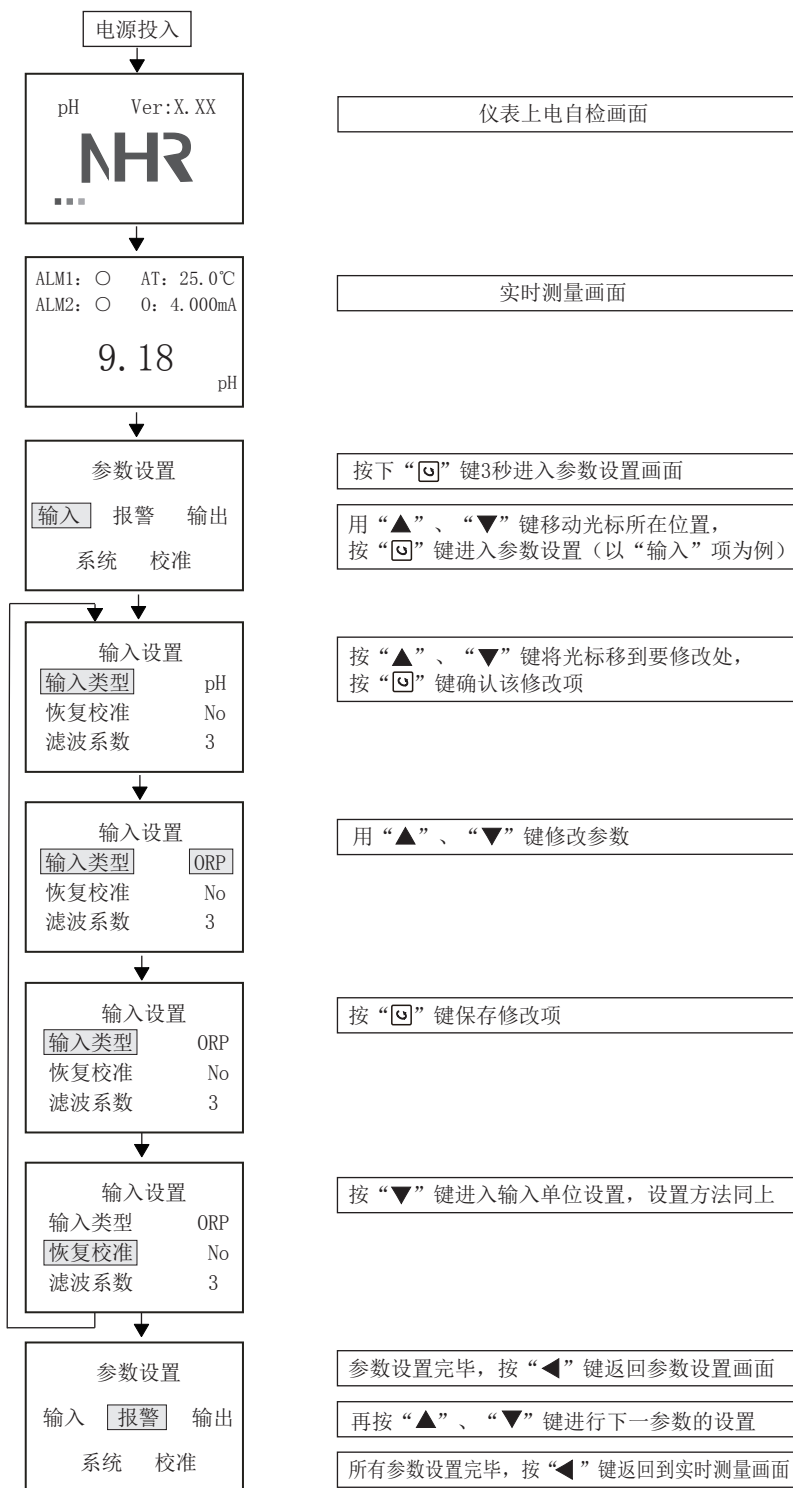 电源投入
pH Ver:X.XX
NHR
仪表上电自检画面
ALM1: ○ AT: 25.0℃
ALM2: ○ O: 4.000mA
9.18
pH
实时测量画面
参数设置
输入 报警 输出
系统 校准
按下“”键3秒进入参数设置画面
用“▲”、“▼”键移动光标所在位置，
按“”键进入参数设置（以“输入”项为例）
输入设置
输入类型 pH
恢复校准 No
滤波系数 3
按“▲”、“▼”键将光标移到要修改处，
按“”键确认该修改项
输入设置
输入类型 ORP
恢复校准 No
滤波系数 3
用“▲”、“▼”键修改参数
输入设置
输入类型 ORP
恢复校准 No
滤波系数 3
按“”键保存修改项
输入设置
输入类型 ORP
恢复校准 No
滤波系数 3
按“▼”键进入输入单位设置，设置方法同上
参数设置
输入 报警 输出
系统 校准
参数设置完毕，按“◀”键返回参数设置画面
再按“▲”、“▼”键进行下一参数的设置
所有参数设置完毕，按“◀”键返回到实时测量画面